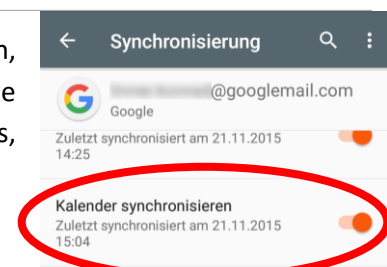 n,
e
s,
Synchronisierung
@googlemail.com
Google
Zuletzt synchronisiert am 21.11.2015
14:25
Kalender synchronisieren
Zuletzt synchronisiert am 21.11.2015
15:04